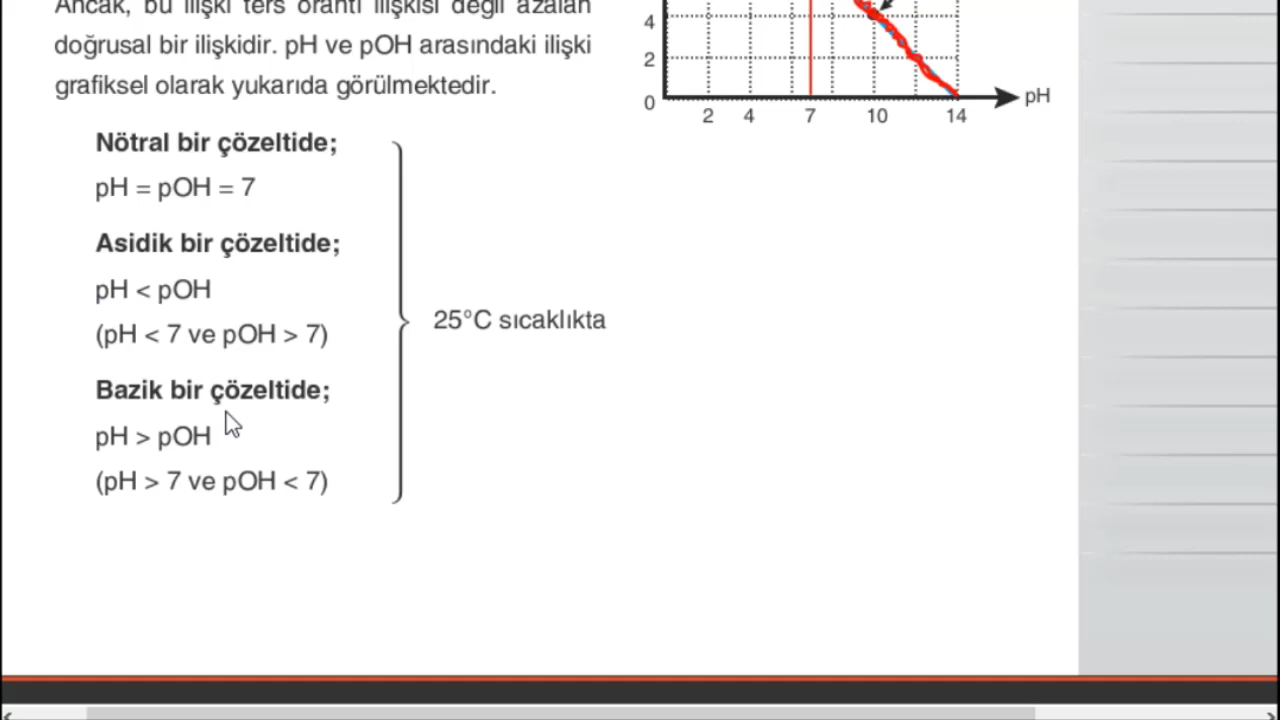 Ancak, bu ilişki ters orantı ilişkisi değil azalan
doğrusal bir ilişkidir. pH ve pOH arasındaki ilişki
grafiksel olarak yukarıda görülmektedir.
4
2
0
2 4 7 10 14
pH
Nötral bir çözeltide;
pH = pOH = 7
Asidik bir çözeltide;
pH < pOH
(pH < 7 ve pOH > 7)
25°C sıcaklıkta
Bazik bir çözeltide;
pH > pOH
(pH > 7 ve pOH < 7)